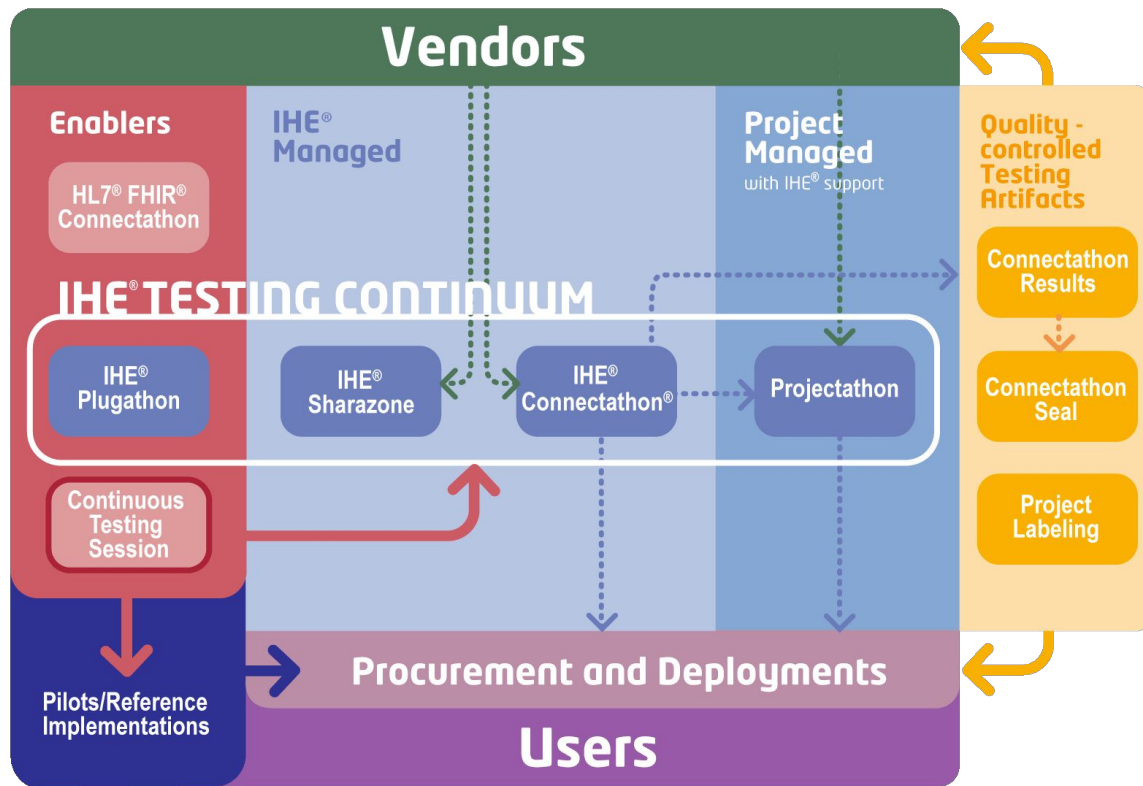 Vendors
Enablers
HL7® FHIR®
Connectathon
IHE®
Managed
Project
Managed
with IHE® support
Quality -
controlled
Testing
Artifacts
Connectathon
Results
IHE® TESTING CONTINUUM
IHE®
Plugathon
IHE®
Sharazone
IHE®
Connectathon®
Projectathon
Connectathon
Seal
Continuous
Testing
Session
Project
Labeling
Pilots/Reference
Implementations
Procurement and Deployments
Users